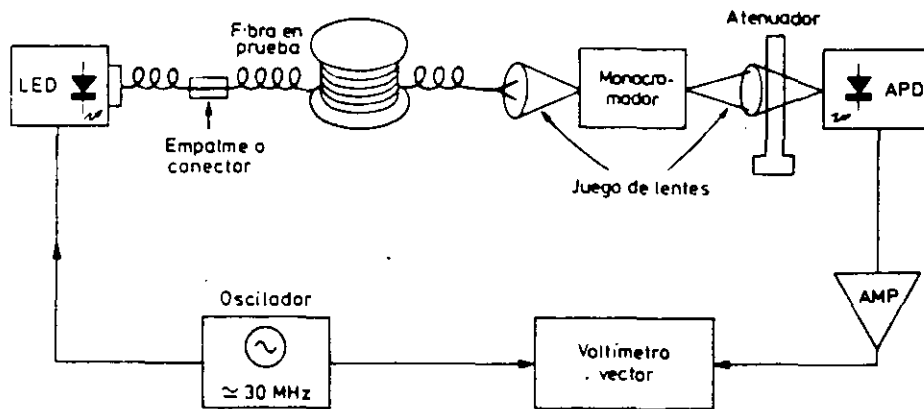 Fibra en
prueba
Atenuador
LED
Monocro-
mador
APD
Empalme o
conector
Juego de lentes
Oscilador
≃ 30 MHz
Voltímetro
vector
AMP